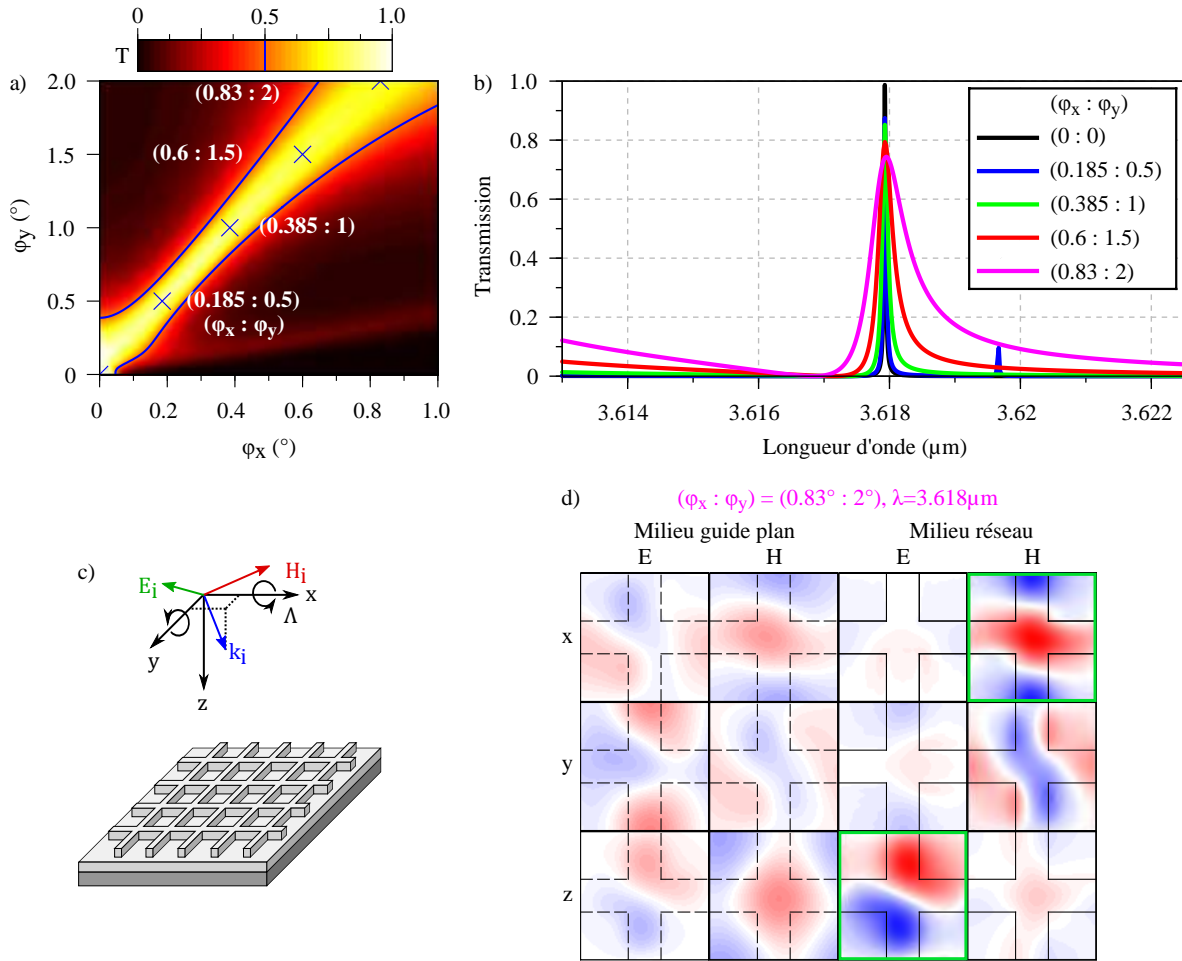 0 0.5 1.0
T
a)
2.0
1.5
1.0
0.5
0
φy (°)
0 0.2 0.4 0.6 0.8 1.0
φx (°)
(0.83 : 2)
(0.6 : 1.5)
(0.385 : 1)
(0.185 : 0.5)
(φx : φy)
b)
1.0
0.8
0.6
0.4
0.2
0
Transmission
3.614 3.616 3.618 3.62 3.622
Longueur d'onde (µm)
(φx : φy)
(0 : 0)
(0.185 : 0.5)
(0.385 : 1)
(0.6 : 1.5)
(0.83 : 2)
c)
Ei
Hi
x
Λ
y
ki
z
d)
(φx : φy) = (0.83° : 2°), λ=3.618µm
Milieu guide plan Milieu réseau
E H E H
x
y
z